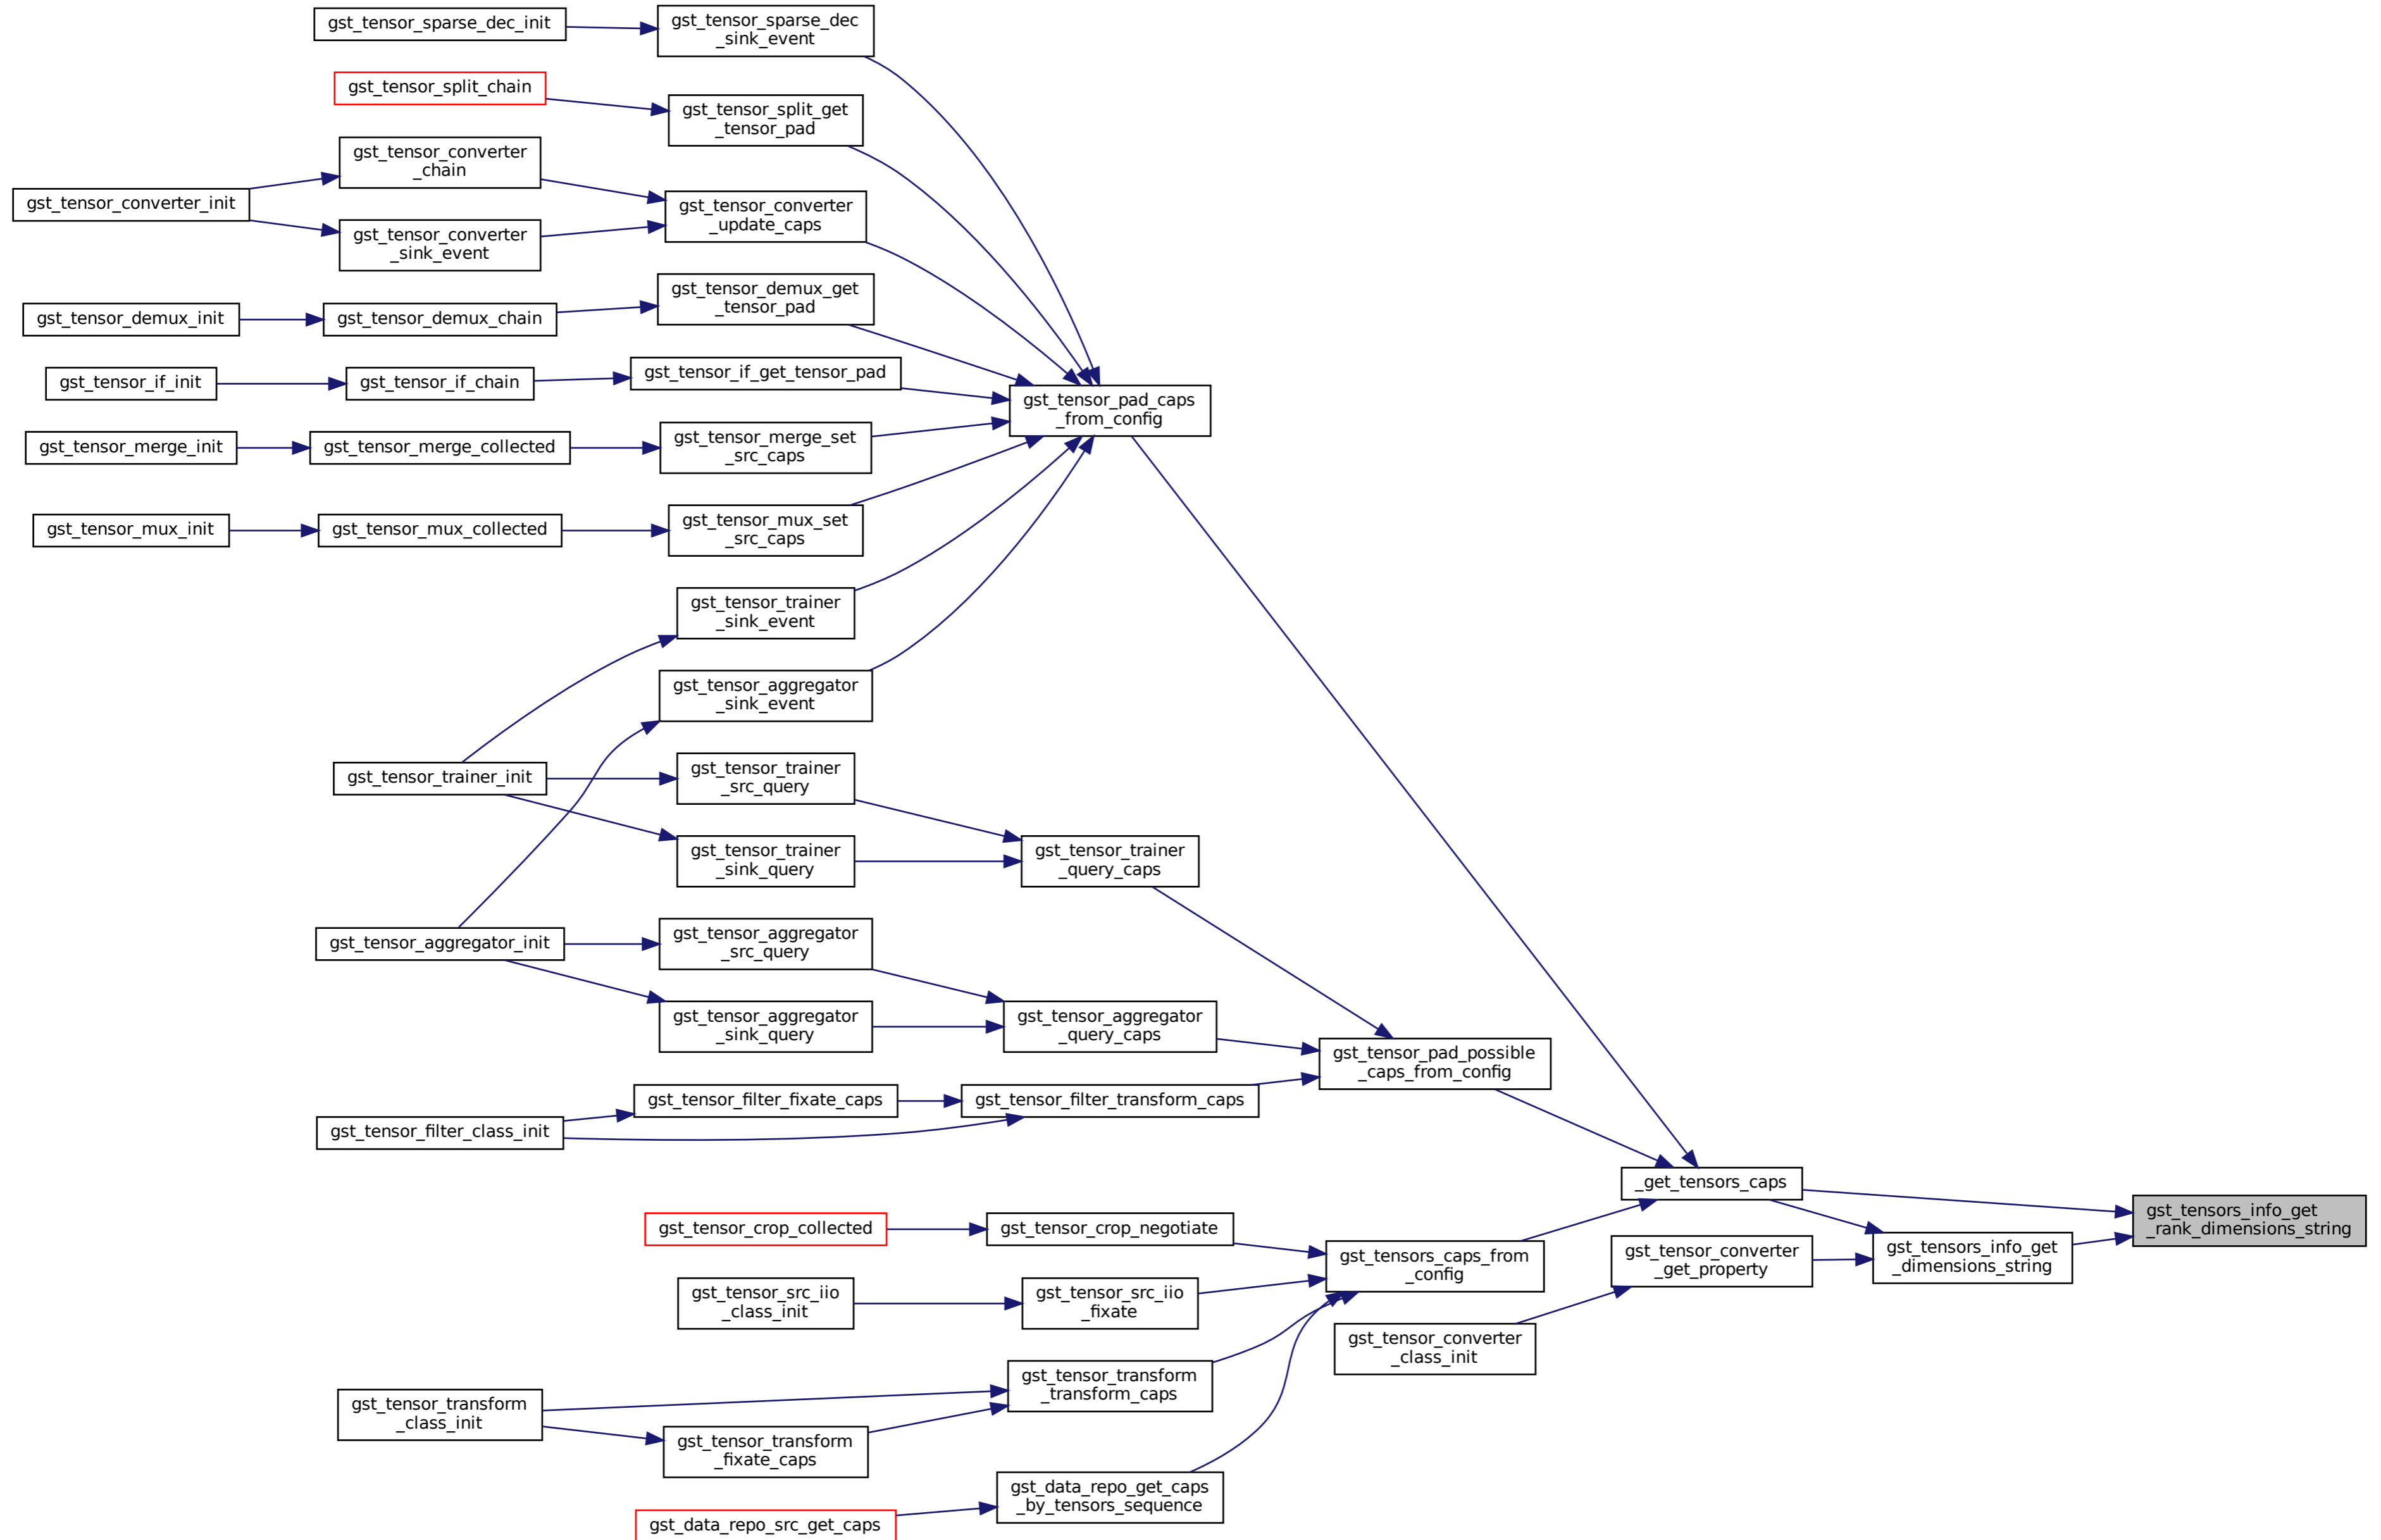 gst_tensor_sparse_dec_init
gst_tensor_sparse_dec
_sink_event
gst_tensor_split_chain
gst_tensor_split_get
_tensor_pad
gst_tensor_converter
_chain
gst_tensor_converter_init
gst_tensor_converter
_update_caps
gst_tensor_converter
_sink_event
gst_tensor_demux_get
_tensor_pad
gst_tensor_demux_init
gst_tensor_demux_chain
gst_tensor_if_init
gst_tensor_if_chain
gst_tensor_if_get_tensor_pad
gst_tensor_pad_caps
_from_config
gst_tensor_merge_init
gst_tensor_merge_collected
gst_tensor_merge_set
_src_caps
gst_tensor_mux_init
gst_tensor_mux_collected
gst_tensor_mux_set
_src_caps
gst_tensor_trainer
_sink_event
gst_tensor_aggregator
_sink_event
gst_tensor_trainer_init
gst_tensor_trainer
_src_query
gst_tensor_trainer
_sink_query
gst_tensor_trainer
_query_caps
gst_tensor_aggregator_init
gst_tensor_aggregator
_src_query
gst_tensor_aggregator
_sink_query
gst_tensor_aggregator
_query_caps
gst_tensor_pad_possible
_caps_from_config
gst_tensor_filter_class_init
gst_tensor_filter_fixate_caps
gst_tensor_filter_transform_caps
_get_tensors_caps
gst_tensors_info_get
_rank_dimensions_string
gst_tensor_crop_collected
gst_tensor_crop_negotiate
gst_tensors_caps_from
_config
gst_tensor_converter
_get_property
gst_tensors_info_get
_dimensions_string
gst_tensor_src_iio
_class_init
gst_tensor_src_iio
_fixate
gst_tensor_converter
_class_init
gst_tensor_transform
_class_init
gst_tensor_transform
_transform_caps
gst_tensor_transform
_fixate_caps
gst_data_repo_get_caps
_by_tensors_sequence
gst_data_repo_src_get_caps